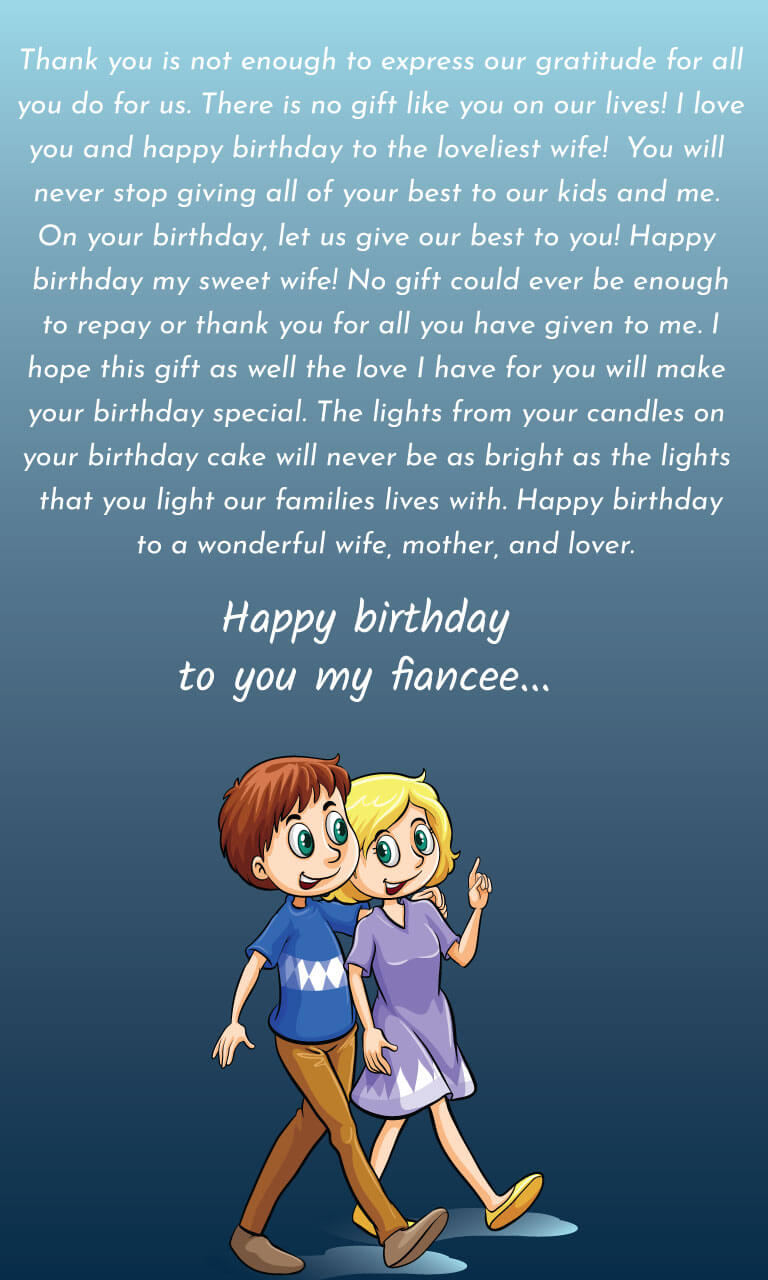 Thank you is not enough to express our gratitude for all
you do for us. There is no gift like you on our lives! I love
you and happy birthday to the loveliest wife! You will
never stop giving all of your best to our kids and me.
On your birthday, let us give our best to you! Happy
birthday my sweet wife! No gift could ever be enough
to repay or thank you for all you have given to me. I
hope this gift as well the love I have for you will make
your birthday special. The lights from your candles on
your birthday cake will never be as bright as the lights
that you light our families lives with. Happy birthday
to a wonderful wife, mother, and lover.
Happy birthday
to you my fiancee...